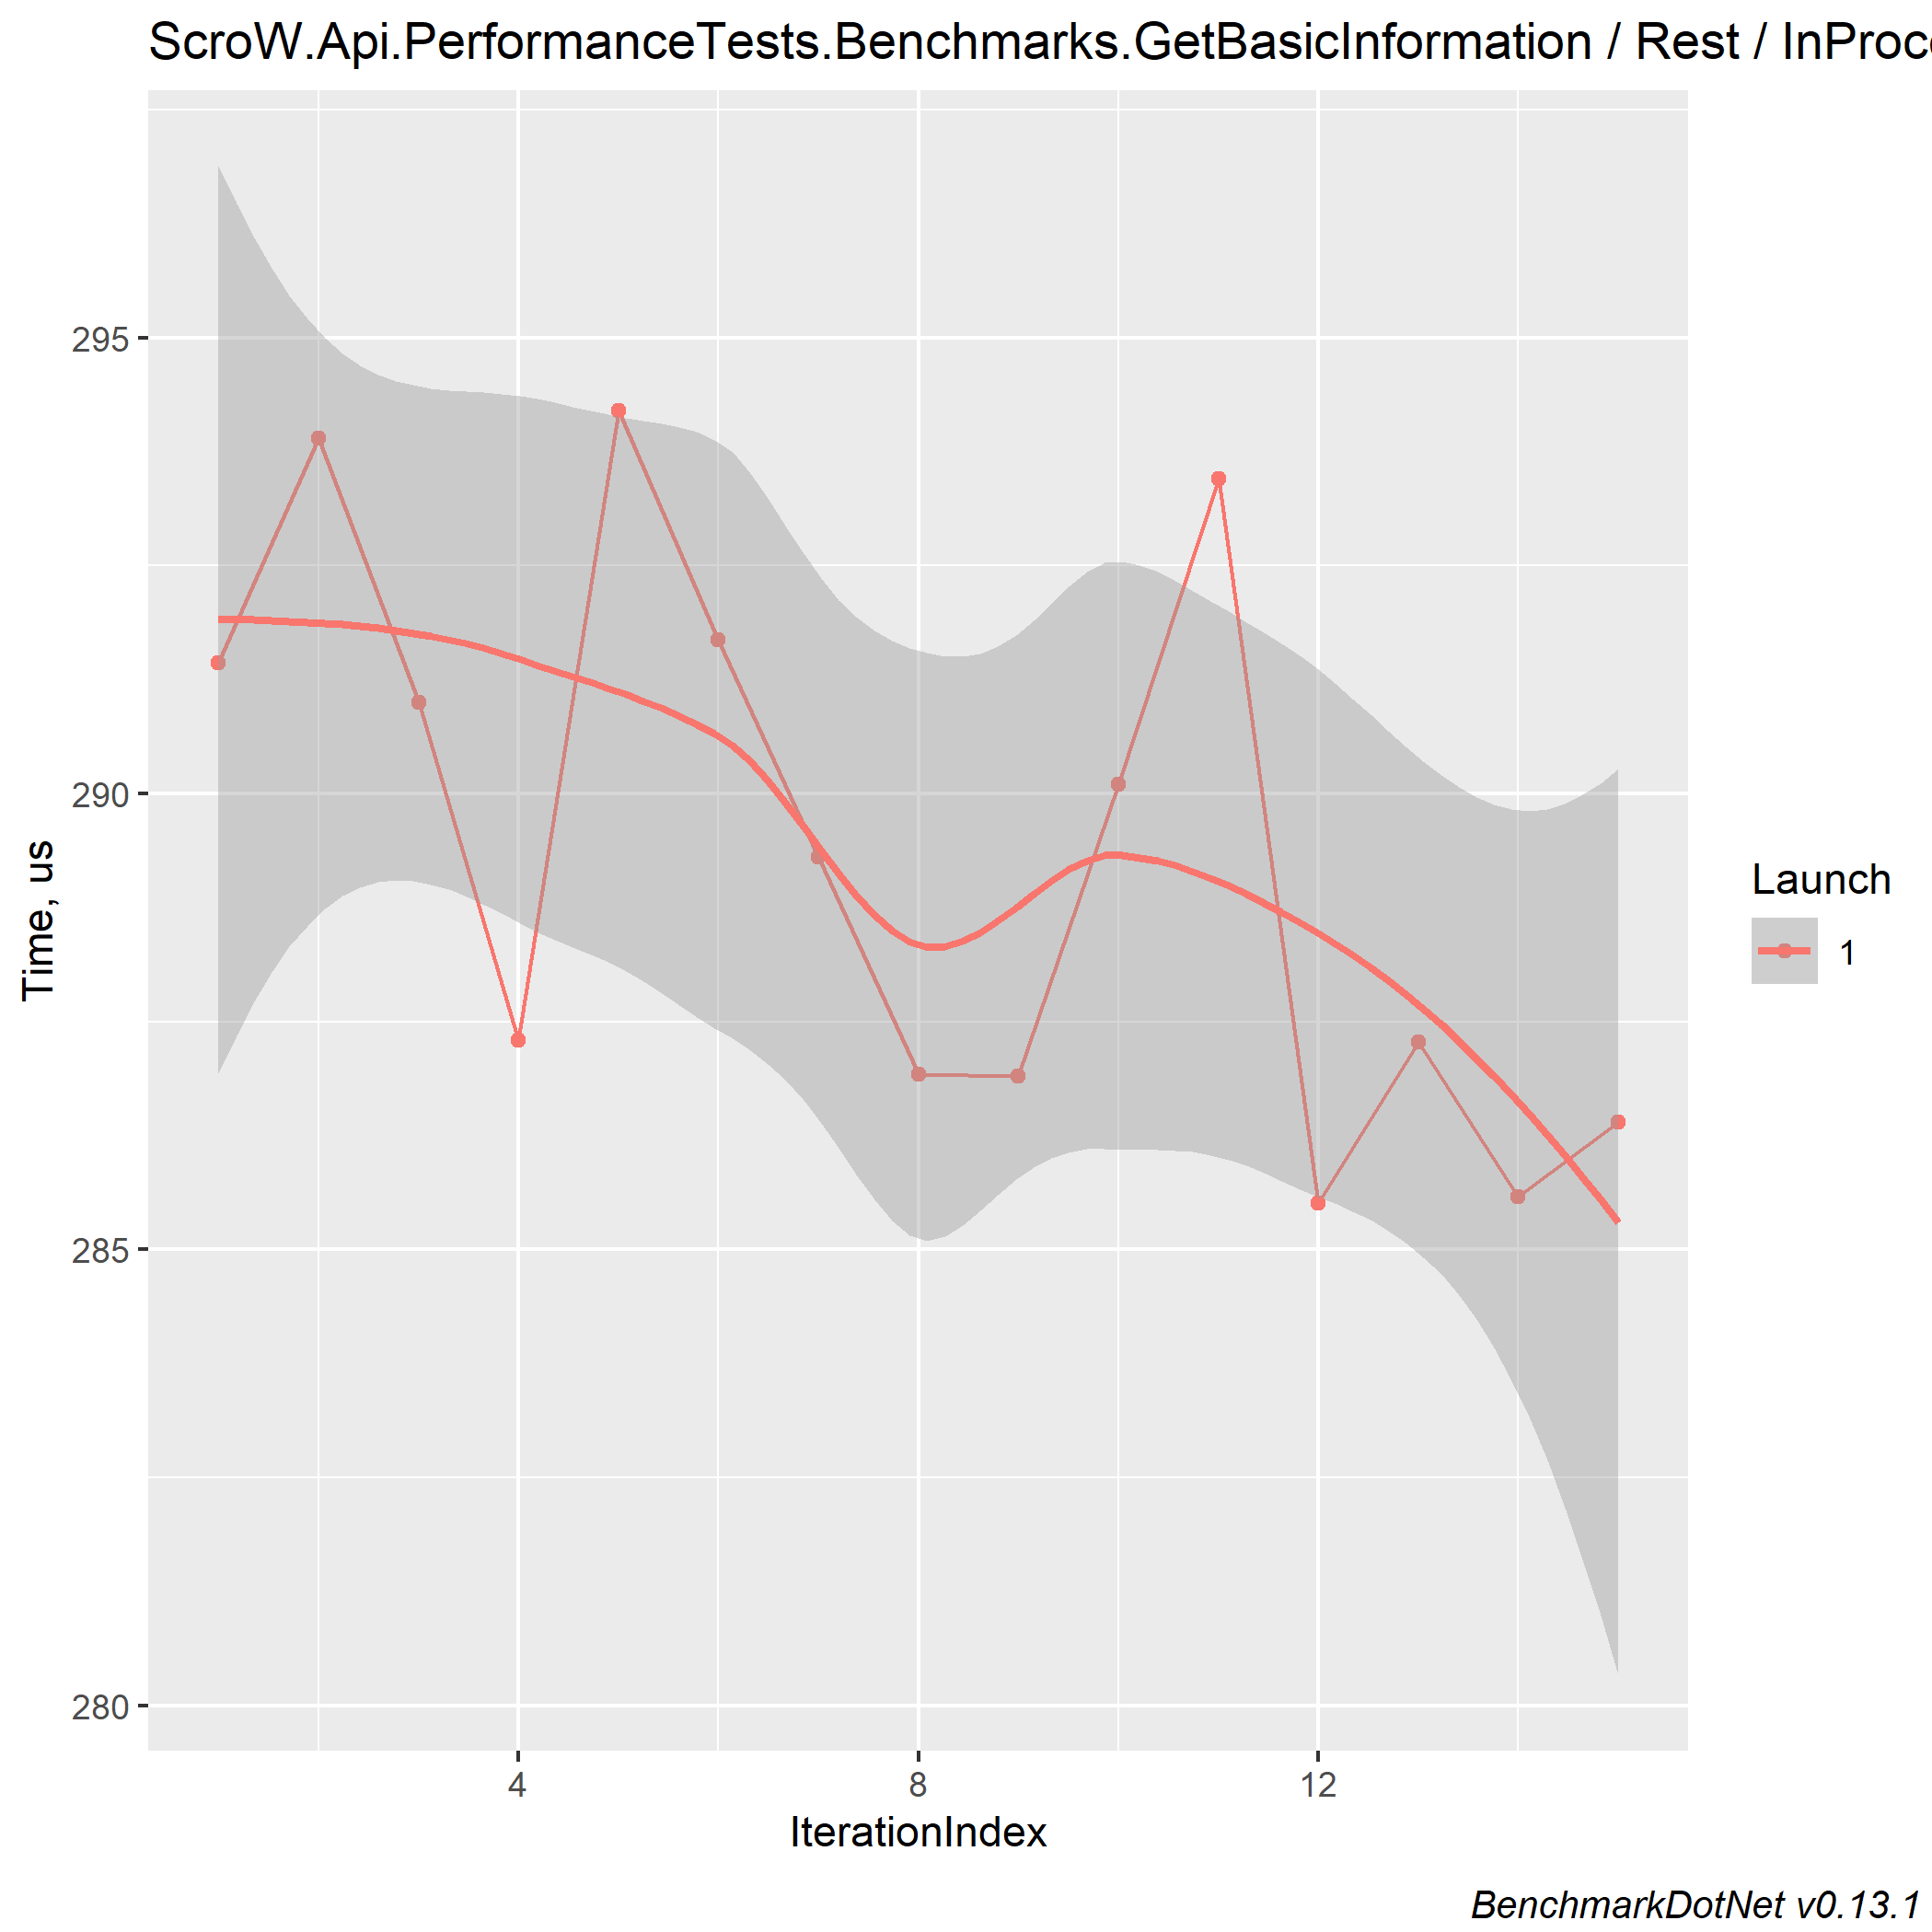 ScroW.Api.PerformanceTests.Benchmarks.GetBasicInformation / Rest /
295
290
285
280
Time, us
4 8 12
IterationIndex
Launch
1
BenchmarkDotNet v0.13.1